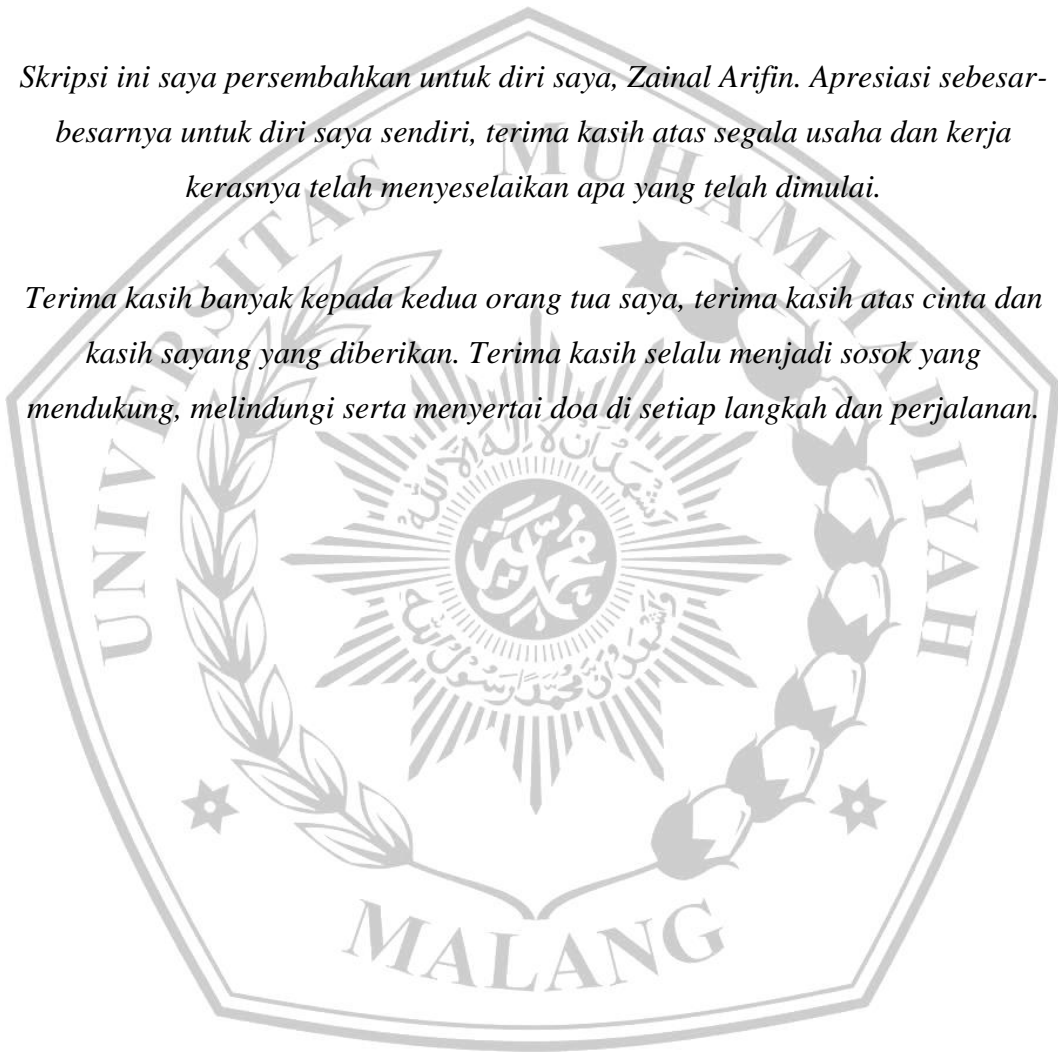 Skripsi ini saya persembahkan untuk diri saya, Zainal Arifin. Apresiasi sebesar-
besarnya untuk diri saya sendiri, terima kasih atas segala usaha dan kerja
kerasnya telah menyeselaikan apa yang telah dimulai.
Terima kasih banyak kepada kedua orang tua saya, terima kasih atas cinta dan
kasih sayang yang diberikan. Terima kasih selalu menjadi sosok yang
mendukung, melindungi serta menyertai doa di setiap langkah dan perjalanan.
UNIVERSITAS MUHAMMADIYAH
MALANG